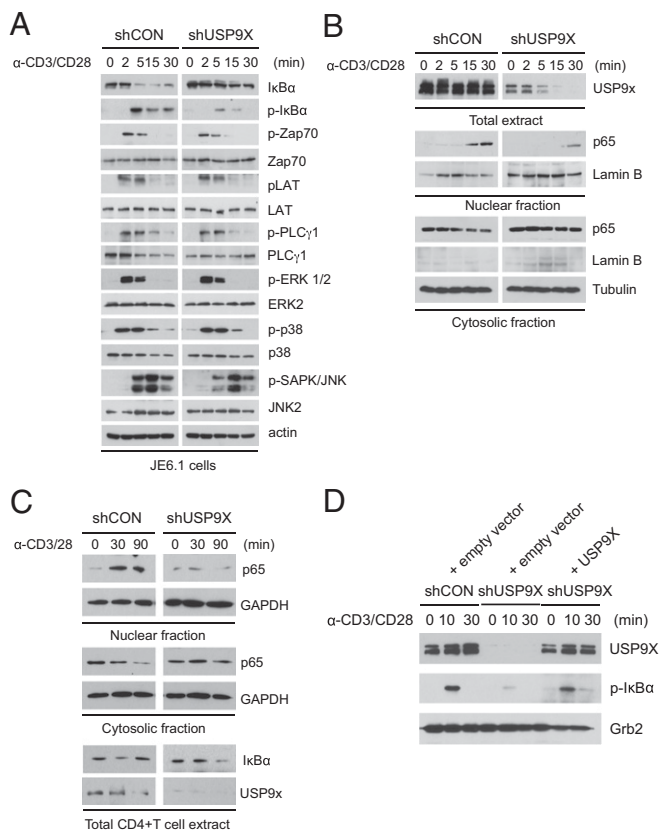 A
shCON shUSP9X
α-CD3/CD28 0 2 515 30 0 2 5 15 30 (min)
IκBα
p-IκBα
p-Zap70
Zap70
pLAT
LAT
p-PLCγ1
PLCγ1
p-ERK 1/2
ERK2
p-p38
p38
p-SAPK/JNK
JNK2
actin
JE6.1 cells
B
shCON shUSP9X
α-CD3/CD28 0 2 5 15 30 0 2 5 15 30 (min)
USP9x
Total extract
p65
Lamin B
Nuclear fraction
p65
Lamin B
Tubulin
Cytosolic fraction
C
shCON shUSP9X
α-CD3/28 0 30 90 0 30 90 (min)
p65
GAPDH
Nuclear fraction
p65
GAPDH
Cytosolic fraction
IκBα
USP9x
Total CD4+T cell extract
D
+ empty vector + empty vector + USP9X
shCON shUSP9X shUSP9X
α-CD3/CD28 0 10 30 0 10 30 0 10 30 (min)
USP9X
p-IκBα
Grb2